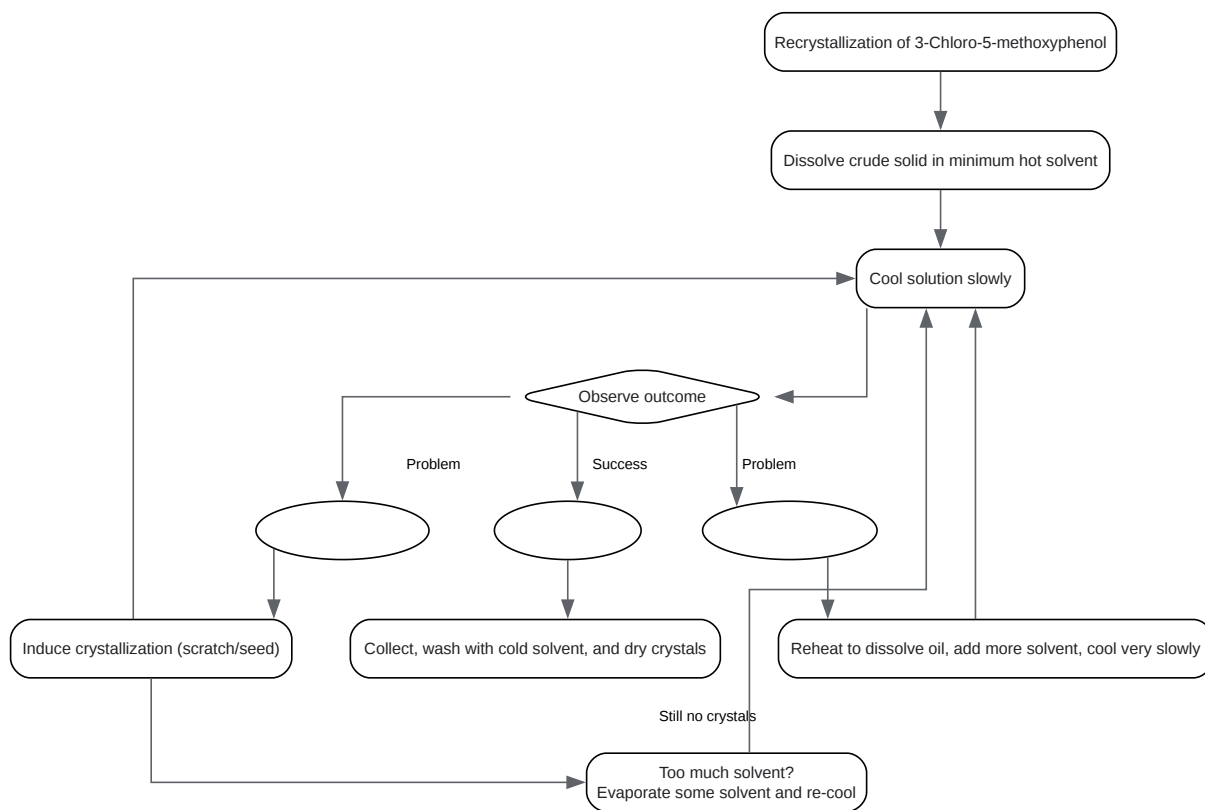 Recrystallization of 3-Chloro-5-methoxyphenol
Dissolve crude solid in minimum hot solvent
Cool solution slowly
Observe outcome
Problem
Success
Problem
Induce crystallization (scratch/seed)
Collect, wash with cold solvent, and dry crystals
Reheat to dissolve oil, add more solvent, cool very slowly
Still no crystals
Too much solvent?
Evaporate some solvent and re-cool